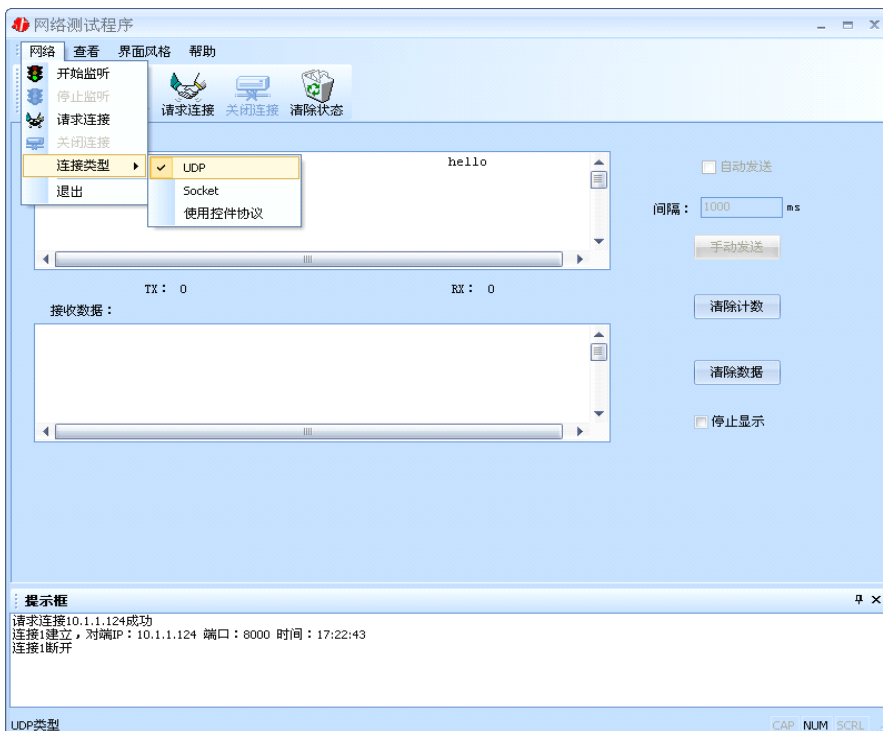 网络测试程序
网络 查看 界面风格 帮助
开始监听
停止监听
请求连接
关闭连接
连接类型
退出
UDP
Socket
使用控件协议
请求连接 关闭连接 清除状态
hello
自动发送
间隔： 1000 ms
手动发送
TX： 0 RX： 0
清除计数
接收数据：
清除数据
停止显示
提示框
请求连接10.1.1.124成功
连接1建立，对端IP：10.1.1.124 端口：8000 时间：17:22:43
连接1断开
UDP类型 CAP NUM SCRL